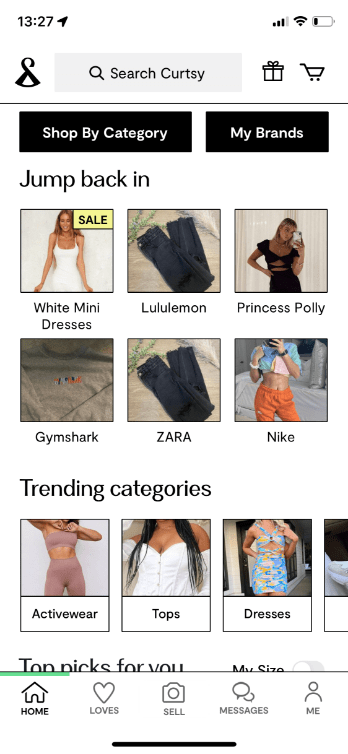 13:27
Search Curtsy
Shop By Category
My Brands
Jump back in
SALE
White Mini
Dresses
Lululemon
Princess Polly
Gymshark
ZARA
Nike
Trending categories
Activewear
Tops
Dresses
Top picks for you
My Size
HOME
LOVES
SELL
MESSAGES
ME